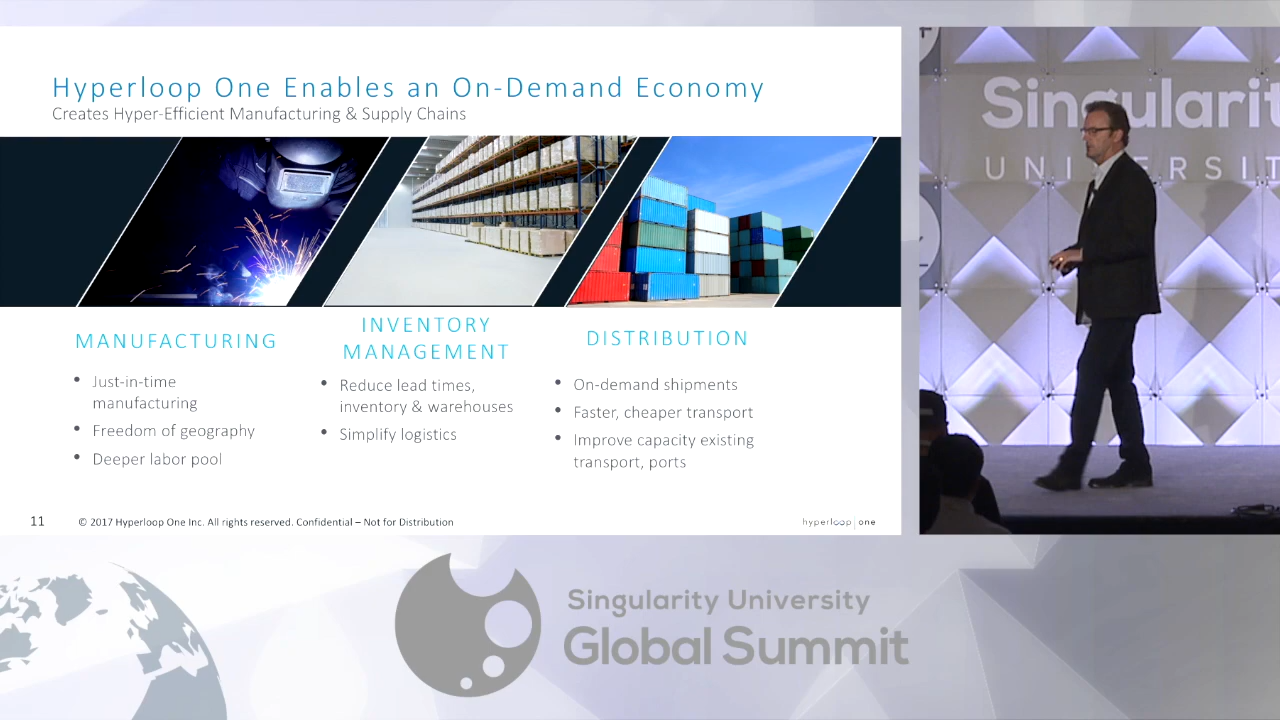 Hyperloop One Enables an On-Demand Economy
Creates Hyper-Efficient Manufacturing & Supply Chains
MANUFACTURING
• Just-in-time
manufacturing
• Freedom of geography
• Deeper labor pool
INVENTORY
MANAGEMENT
• Reduce lead times,
inventory & warehouses
• Simplify logistics
DISTRIBUTION
• On-demand shipments
• Faster, cheaper transport
• Improve capacity existing
transport, ports
11
© 2017 Hyperloop One Inc. All rights reserved. Confidential – Not for Distribution
hyperloop | one
Singularit
UNIVERSIT
Singularity University
Global Summit